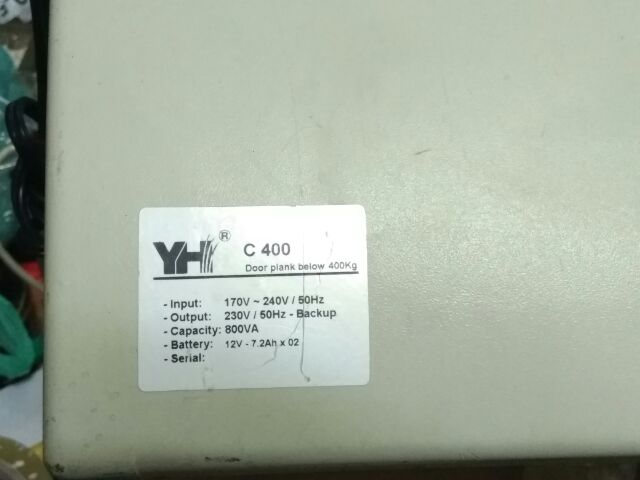 YH ® C 400
Door plank below 400Kg
- Input: 170V ~ 240V / 50Hz
- Output: 230V / 50Hz - Backup
- Capacity: 800VA
- Battery: 12V - 7.2Ah x 02
- Serial: